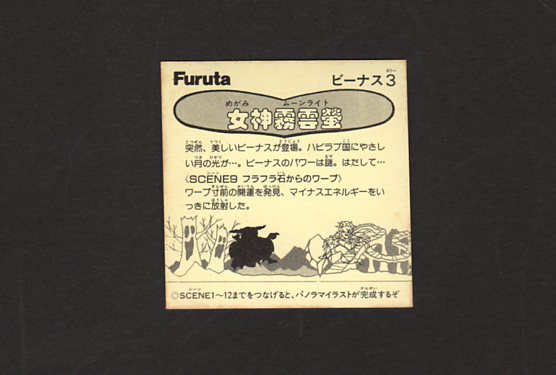 Furuta
ビーナス3
女神霧雲螢
突然、美しいビーナスが登場。ハピラブ国にやさし
い月の光が…。ビーナスのパワーは謎。はたして…
《SCENE9 フラフラ石からのワープ》
ワープ寸前の開運を発見、マイナスエネルギーをい
っきに放射した。
◎SCENE1〜12までをつなげると、パノライラストが完成するぞ